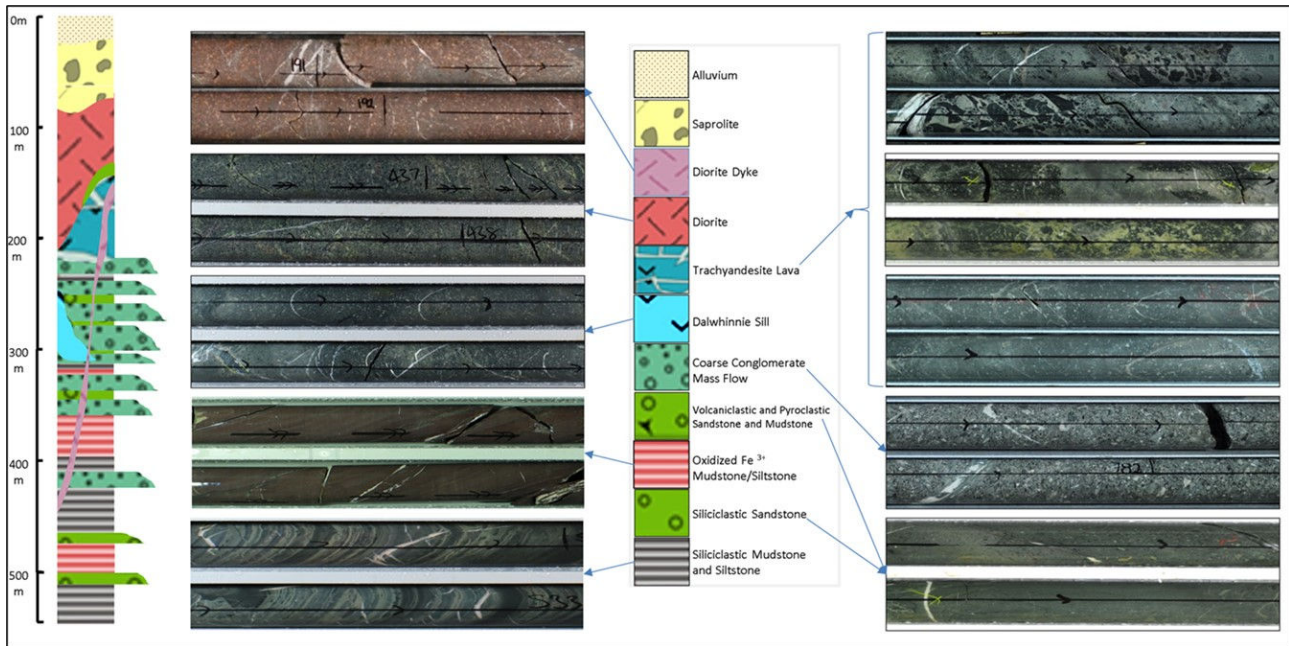 0m
100
m
200
m
300
m
400
m
500
m
191
192
437
1938
533
Alluvium
Saprolite
Diorite Dyke
Diorite
Trachyandesite Lava
Dalwhinnie Sill
Coarse Conglomerate
Mass Flow
Volcaniclastic and Pyroclastic
Sandstone and Mudstone
Oxidized Fe 3+
Mudstone/Siltstone
Siliciclastic Sandstone
Siliciclastic Mudstone
and Siltstone
782